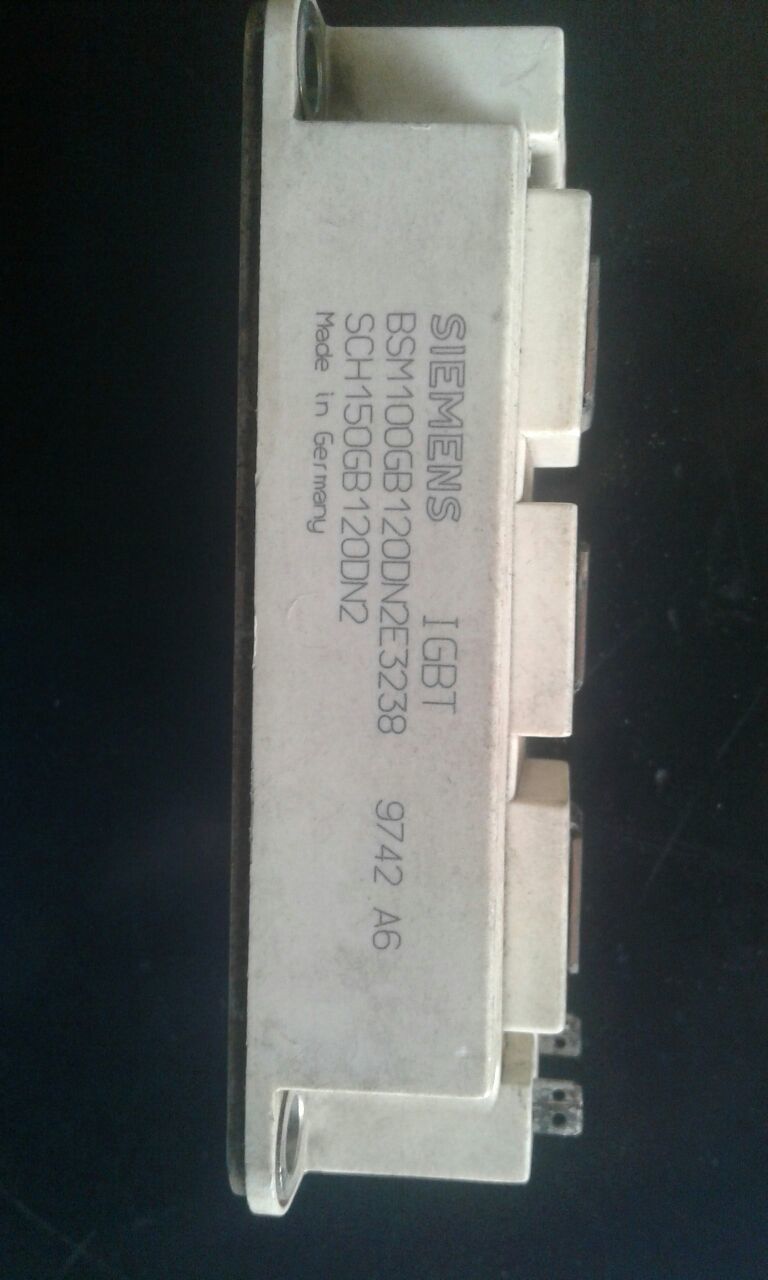 SIEMENS IGBT
BSM100GB120DN2E3238 9742 A6
SCH150GB120DN2
Made in Germany